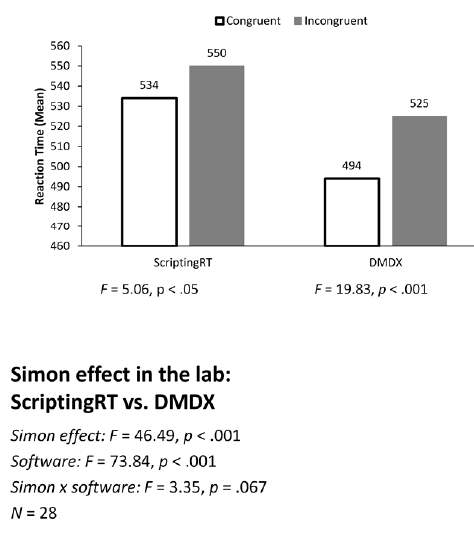 Congruent Incongruent
Reaction Time (Mean)
560
550
540
530
520
510
500
490
480
470
460
534
550
494
525
ScriptingRT DMDX
F = 5.06, p < .05 F = 19.83, p < .001
Simon effect in the lab:
ScriptingRT vs. DMDX
Simon effect: F = 46.49, p < .001
Software: F = 73.84, p < .001
Simon x software: F = 3.35, p = .067
N = 28